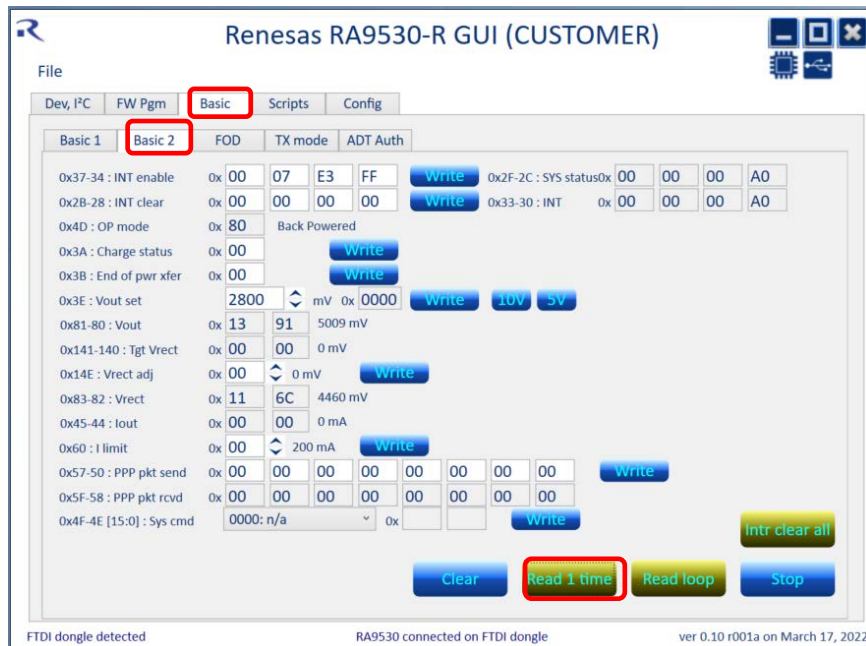 Renesas RA9530-R GUI (CUSTOMER)
File
Dev, I²C FW Pgm Basic Scripts Config
Basic 1 Basic 2 FOD TX mode ADT Auth
0x37-34 : INT enable 0x 00 07 E3 FF Write 0x2F-2C : SYS status0x 00 00 00 A0
0x2B-28 : INT clear 0x 00 00 00 00 Write 0x33-30 : INT 0x 00 00 00 A0
0x4D : OP mode 0x 80 Back Powered
0x3A : Charge status 0x 00 Write
0x3B : End of pwr xfer 0x 00 Write
0x3E : Vout set 2800 mV 0x 0000 Write 10V 5V
0x81-80 : Vout 0x 13 91 5009 mV
0x141-140 : Tgt Vrect 0x 00 00 0 mV
0x14E : Vrect adj 0x 00 0 mV Write
0x83-82 : Vrect 0x 11 6C 4460 mV
0x45-44 : Iout 0x 00 00 0 mA
0x60 : I limit 0x 00 200 mA Write
0x57-50 : PPP pkt send 0x 00 00 00 00 00 00 00 00 Write
0x5F-58 : PPP pkt rcvd 0x 00 00 00 00 00 00 00 00
0x4F-4E [15:0] : Sys cmd 0000: n/a 0x Write
Intr clear all
Clear Read 1 time Read loop Stop
FTDI dongle detected RA9530 connected on FTDI dongle ver 0.10 r001a on March 17, 2022